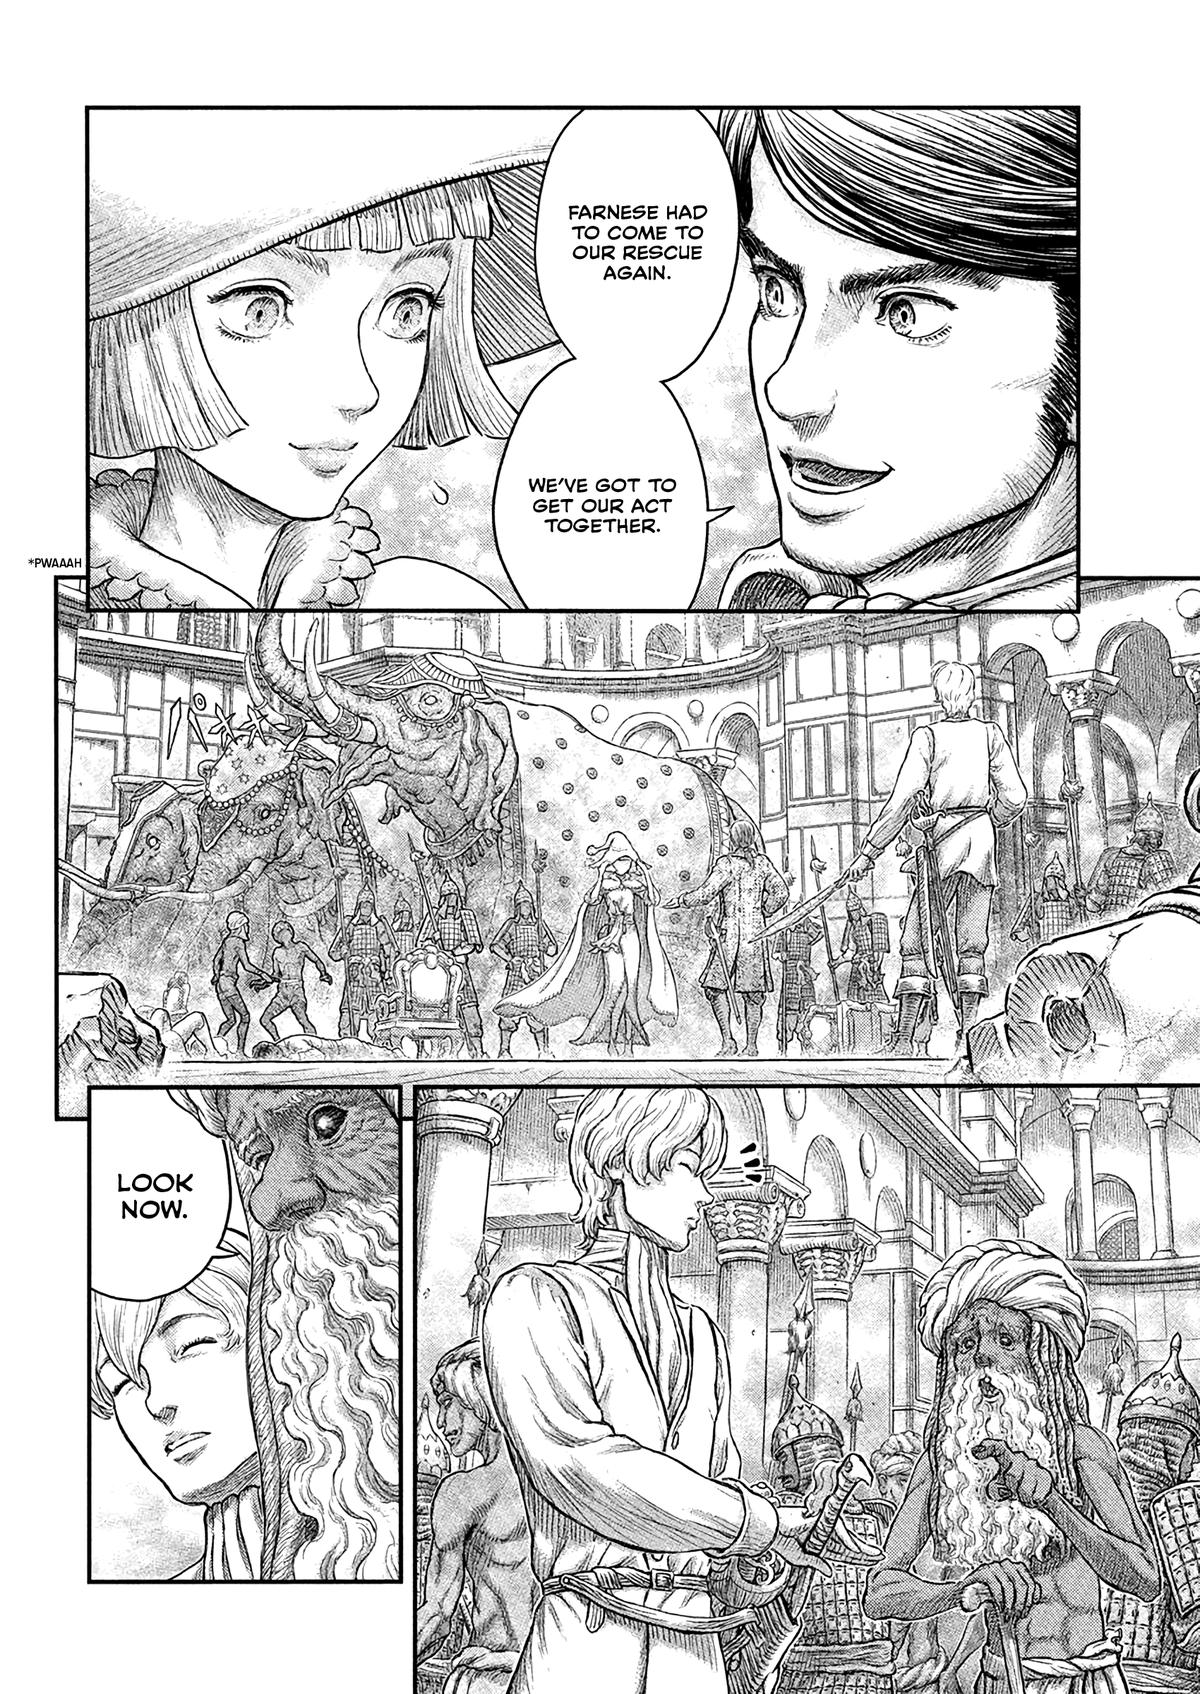 FARNESE HAD
TO COME TO
OUR RESCUE
AGAIN.
WE'VE GOT TO
GET OUR ACT
TOGETHER.
*PWAAAH
LOOK
NOW.